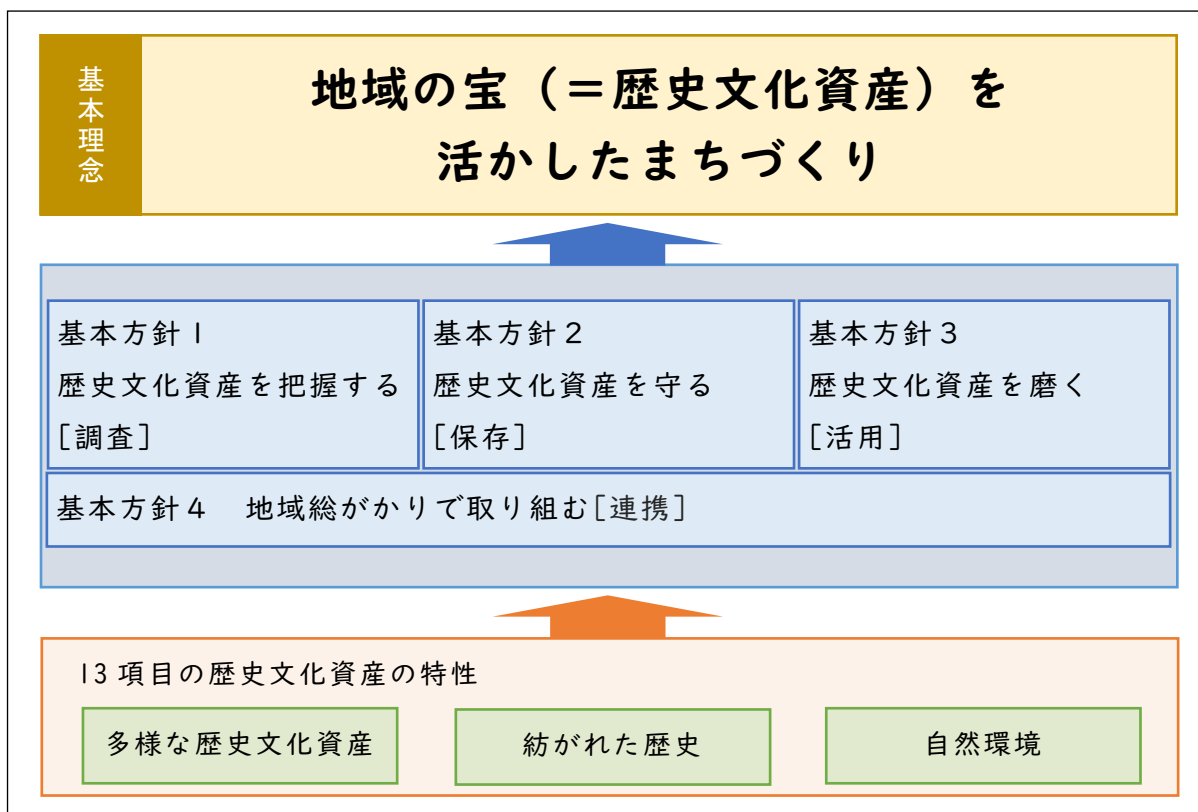 基本理念
地域の宝（＝歴史文化資産）を
活かしたまちづくり
基本方針１
歴史文化資産を把握する
[調査]
基本方針２
歴史文化資産を守る
[保存]
基本方針３
歴史文化資産を磨く
[活用]
基本方針４　地域総がかりで取り組む[連携]
13項目の歴史文化資産の特性
多様な歴史文化資産
紡がれた歴史
自然環境